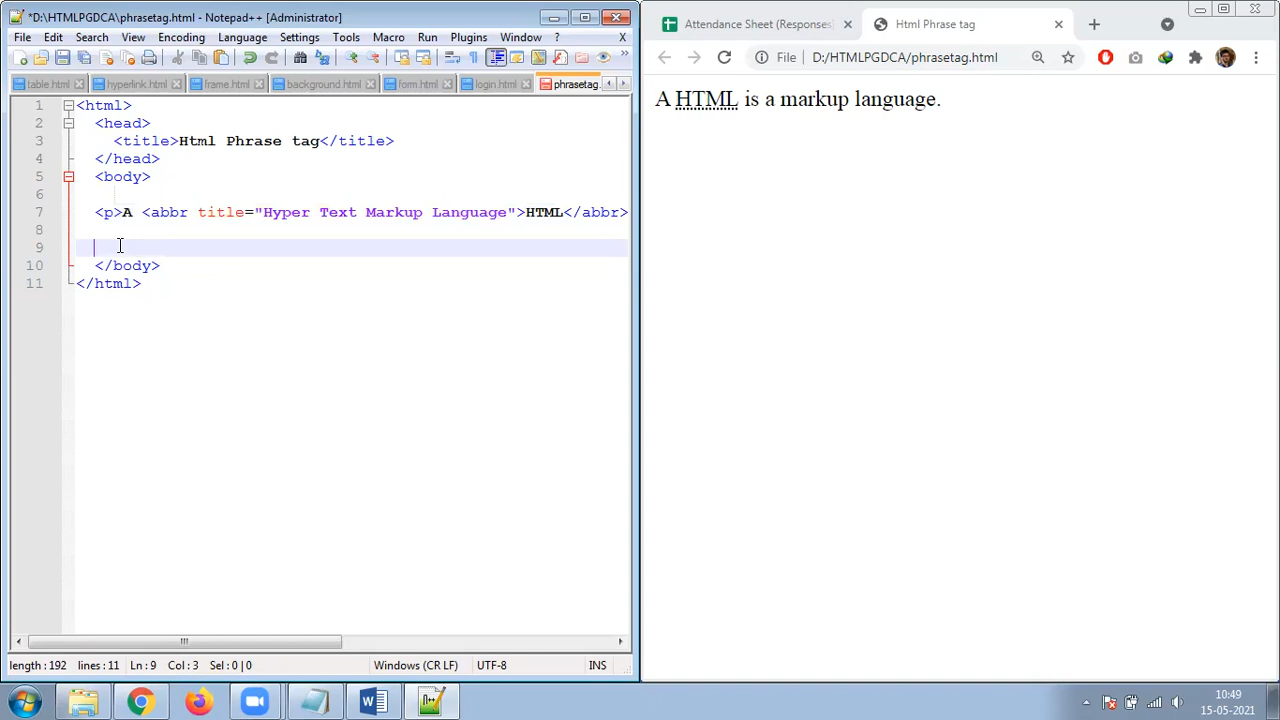 *D:\HTMLPGDCA\phrasetag.html - Notepad++ [Administrator]
File Edit Search View Encoding Language Settings Tools Macro Run Plugins Window ? X
table.html hyperlink.html frame.html background.html form.html login.html phrasetag.
1 <html>
2 <head>
3 <title>Html Phrase tag</title>
4 </head>
5 <body>
6
7 <p>A <abbr title="Hyper Text Markup Language">HTML</abbr>
8
9
10 </body>
11 </html>
length : 192 lines : 11 Ln : 9 Col : 3 Sel : 0 | 0 Windows (CR LF) UTF-8 INS
Attendance Sheet (Responses)
Html Phrase tag
File D:/HTMLPGDCA/phrasetag.html
A HTML is a markup language.
10:49
15-05-2021